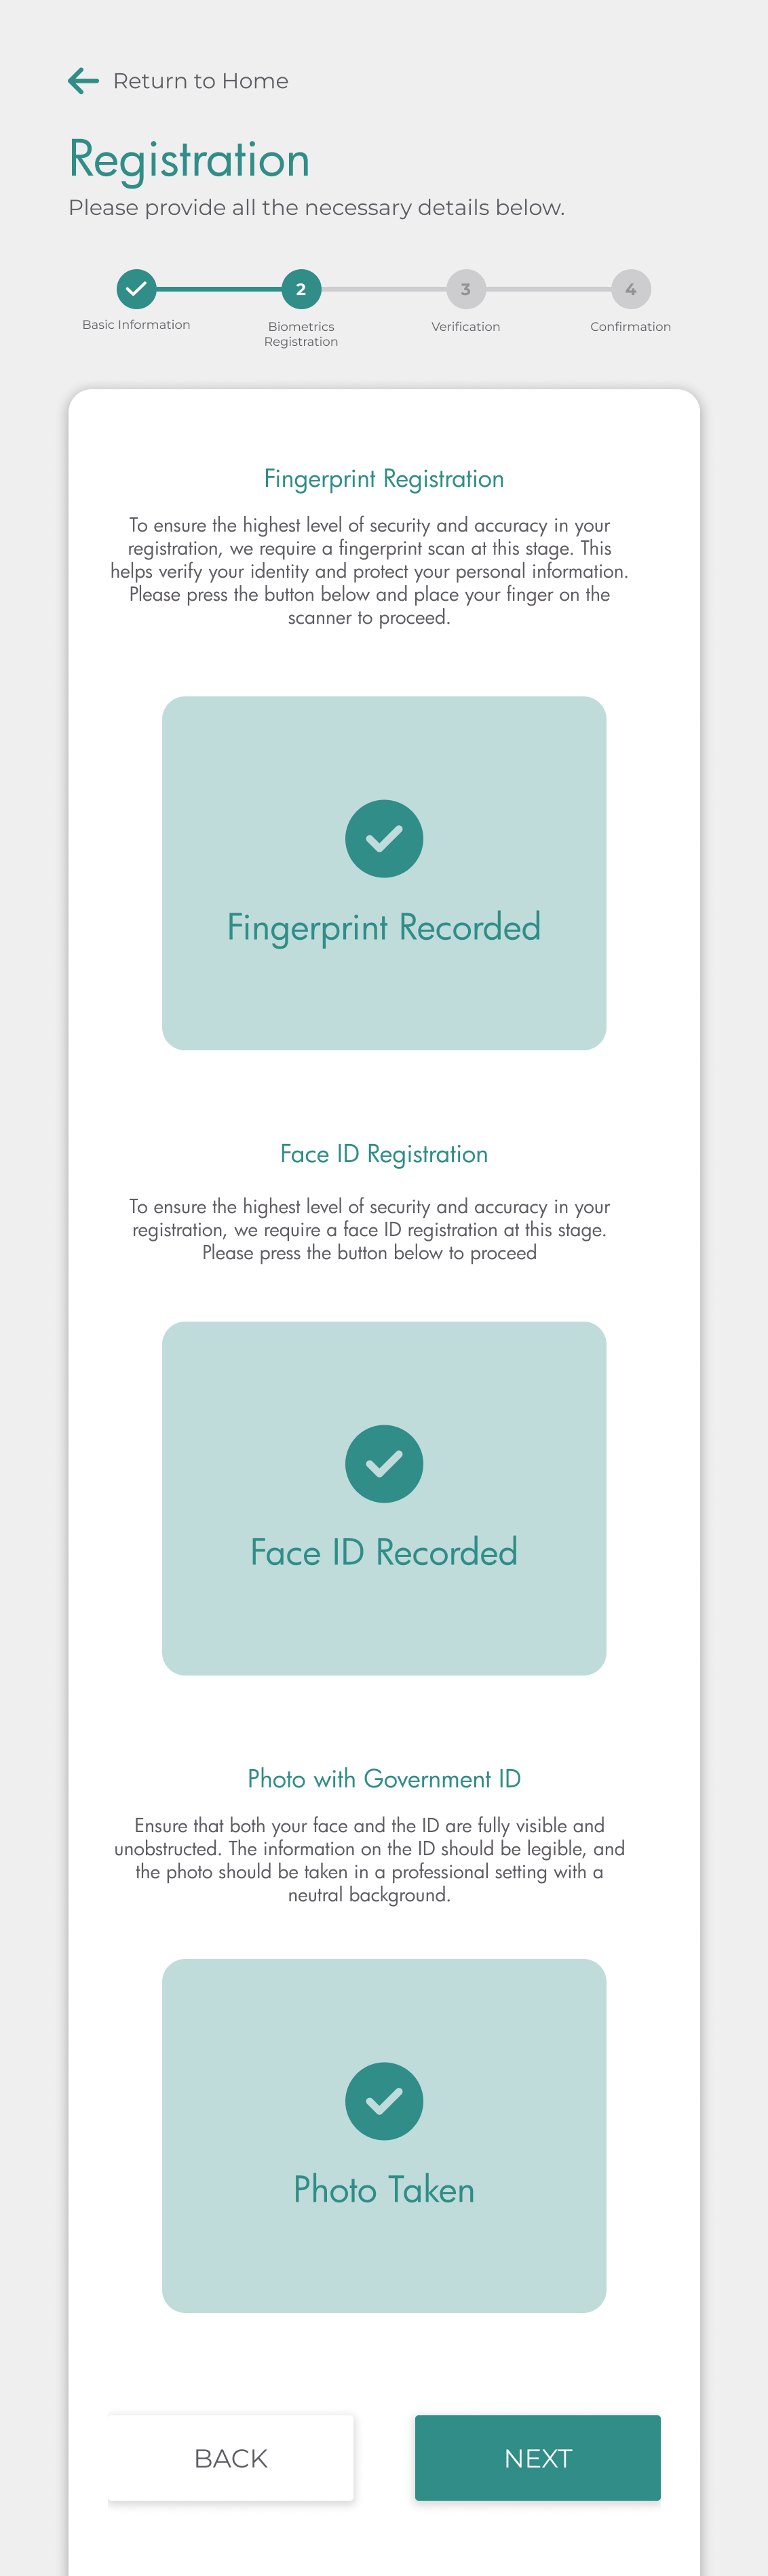 Return to Home
Registration
Please provide all the necessary details below.
2
3
4
Basic Information
Biometrics
Registration
Verification
Confirmation
Fingerprint Registration
To ensure the highest level of security and accuracy in your
registration, we require a fingerprint scan at this stage. This
helps verify your identity and protect your personal information.
Please press the button below and place your finger on the
scanner to proceed.
Fingerprint Recorded
Face ID Registration
To ensure the highest level of security and accuracy in your
registration, we require a face ID registration at this stage.
Please press the button below to proceed
Face ID Recorded
Photo with Government ID
Ensure that both your face and the ID are fully visible and
unobstructed. The information on the ID should be legible, and
the photo should be taken in a professional setting with a
neutral background.
Photo Taken
BACK
NEXT